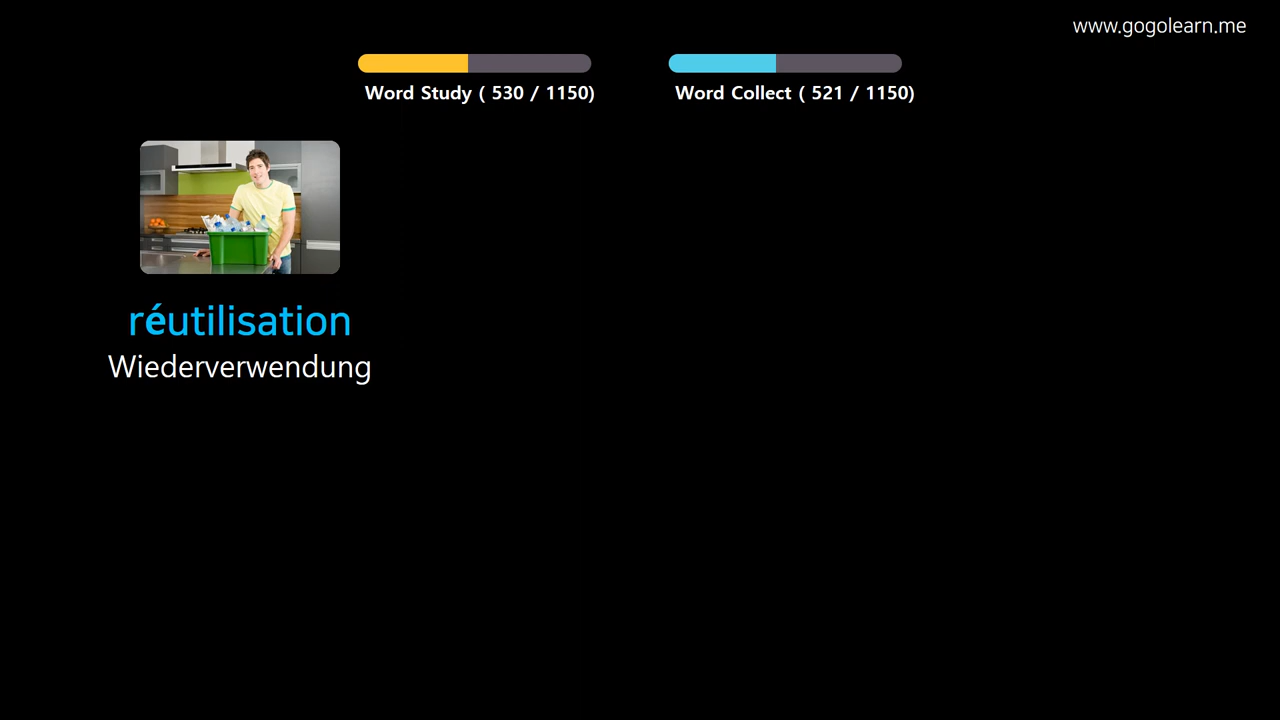 www.gogolearn.me
Word Study ( 530 / 1150)
Word Collect ( 521 / 1150)
réutilisation
Wiederverwendung